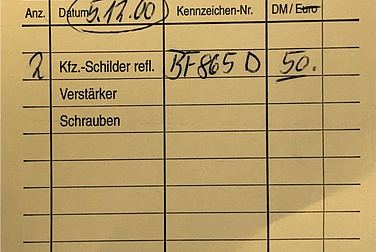 Anz. Datum 5.12.00 Kennzeichen-Nr. DM / Euro
2 Kfz.-Schilder refl. BF 865 D 50.
Verstärker
Schrauben